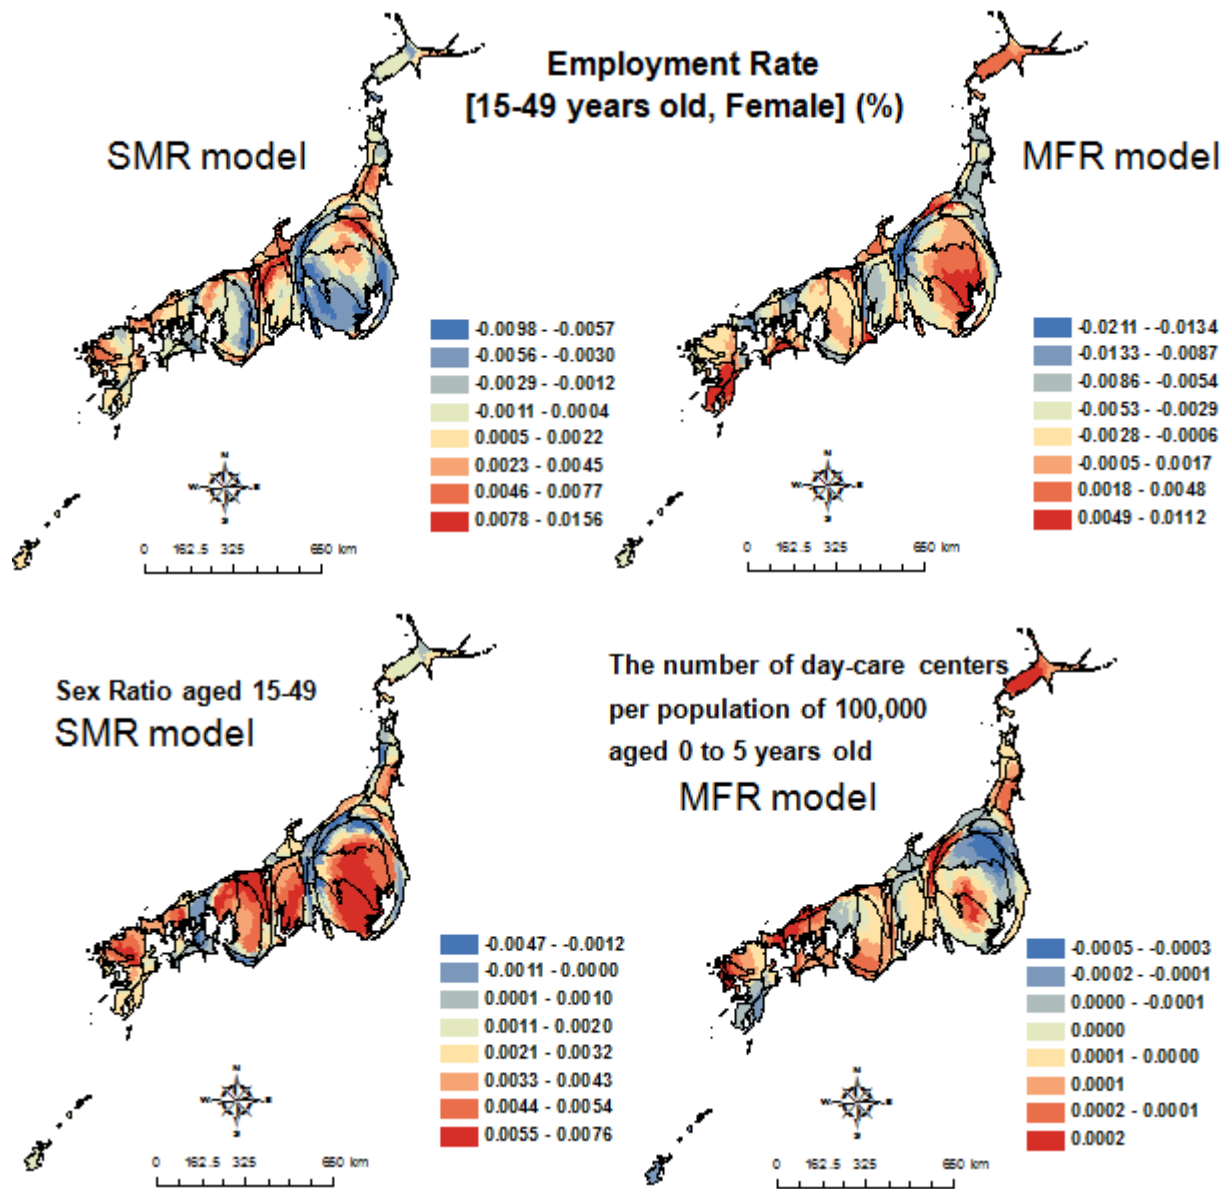 Employment Rate
[15-49 years old, Female] (%)
SMR model
MFR model
-0.0098 - -0.0057
-0.0056 - -0.0030
-0.0029 - -0.0012
-0.0011 - 0.0004
0.0005 - 0.0022
0.0023 - 0.0045
0.0046 - 0.0077
0.0078 - 0.0156
N
W E
S
0 162.5 325 650 km
-0.0211 - -0.0134
-0.0133 - -0.0087
-0.0086 - -0.0054
-0.0053 - -0.0029
-0.0028 - -0.0006
-0.0005 - 0.0017
0.0018 - 0.0048
0.0049 - 0.0112
N
W E
S
0 162.5 325 650 km
Sex Ratio aged 15-49
SMR model
-0.0047 - -0.0012
-0.0011 - 0.0000
0.0001 - 0.0010
0.0011 - 0.0020
0.0021 - 0.0032
0.0033 - 0.0043
0.0044 - 0.0054
0.0055 - 0.0076
N
W E
S
0 162.5 325 650 km
The number of day-care centers
per population of 100,000
aged 0 to 5 years old
MFR model
-0.0005 - -0.0003
-0.0002 - -0.0001
0.0000 - -0.0001
0.0000
0.0001 - 0.0000
0.0001
0.0002 - 0.0001
0.0002
N
W E
S
0 162.5 325 650 km